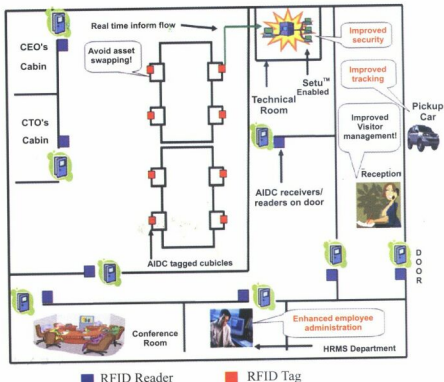 Real time inform flow
CEO's
Cabin
Avoid asset
swapping!
Improved
security
Setu™
Enabled
Technical
Room
Improved
tracking
CTO's
Cabin
Improved
Visitor
management!
Pickup
Car
Reception
AIDC receivers/
readers on door
AIDC tagged cubicles
D
O
O
R
Conference
Room
Enhanced employee
administration
HRMS Department
RFID Reader
RFID Tag